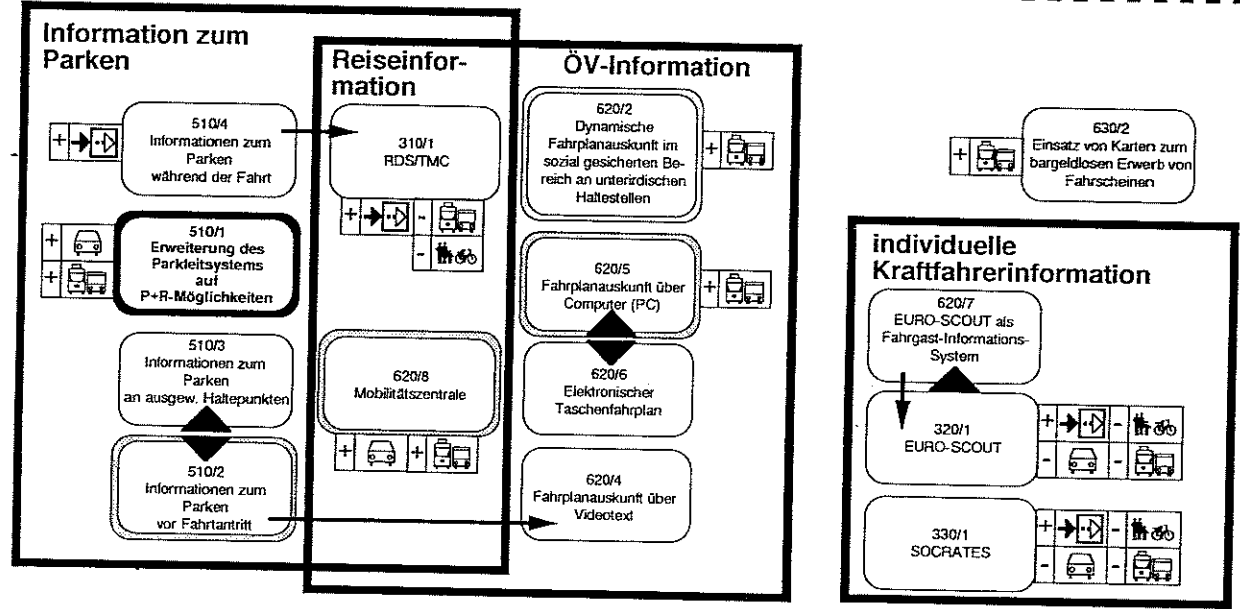 Information zum
Parken
510/4
Informationen zum
Parken
während der Fahrt
+
510/1
Erweiterung des
Parkleitsystems
auf
P+R-Möglichkeiten
+
+
510/3
Informationen zum
Parken
an ausgew. Haltepunkten
510/2
Informationen zum
Parken
vor Fahrtantritt
Reiseinfor-
mation
310/1
RDS/TMC
+ -
-
620/8
Mobilitätszentrale
+ +
ÖV-Information
620/2
Dynamische
Fahrplanauskunft im
sozial gesicherten Be-
reich an unterirdischen
Haltestellen
+
620/5
Fahrplanauskunft über
Computer (PC)
+
620/6
Elektronischer
Taschenfahrplan
620/4
Fahrplanauskunft über
Videotext
630/2
Einsatz von Karten zum
bargeldlosen Erwerb von
Fahrscheinen
+
individuelle
Kraftfahrerinformation
620/7
EURO-SCOUT als
Fahrgast-Informations-
System
320/1
EURO-SCOUT
+ -
- -
330/1
SOCRATES
+ -
- -